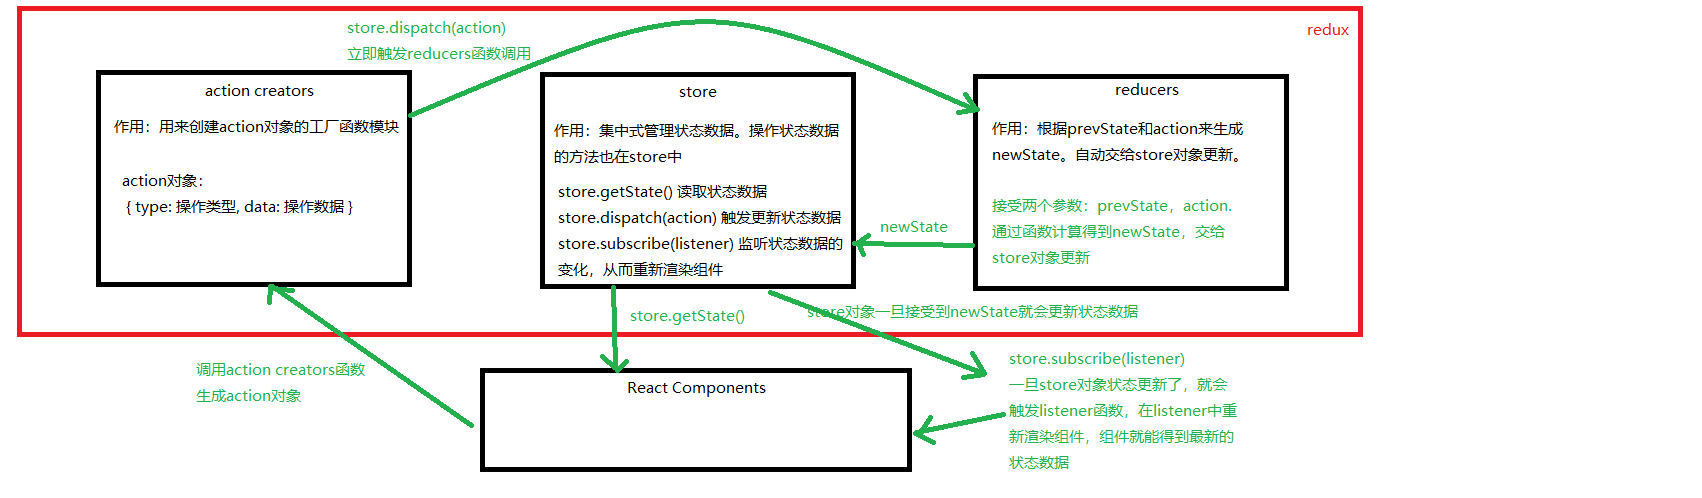 store.dispatch(action)
立即触发reducers函数调用
redux
action creators
作用：用来创建action对象的工厂函数模块
action对象：
{ type: 操作类型, data: 操作数据 }
store
作用：集中式管理状态数据。操作状态数据
的方法也在store中
store.getState() 读取状态数据
store.dispatch(action) 触发更新状态数据
store.subscribe(listener) 监听状态数据的
变化，从而重新渲染组件
reducers
作用：根据prevState和action来生成
newState。自动交给store对象更新。
接受两个参数：prevState，action.
通过函数计算得到newState，交给
store对象更新
newState
store.getState()
store对象一旦接受到newState就会更新状态数据
调用action creators函数
生成action对象
React Components
store.subscribe(listener)
一旦store对象状态更新了，就会
触发listener函数，在listener中重
新渲染组件，组件就能得到最新的
状态数据